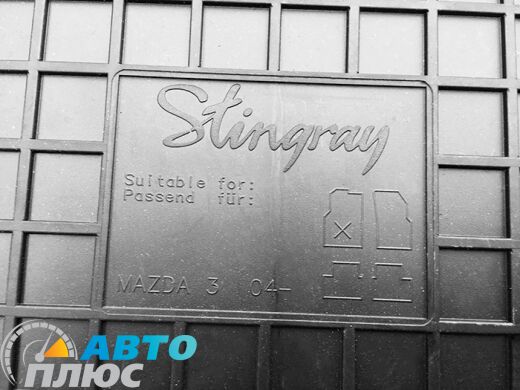 Stingray
Suitable for:
Passend für:
MAZDA 3 04-
АВТО
ПЛЮС